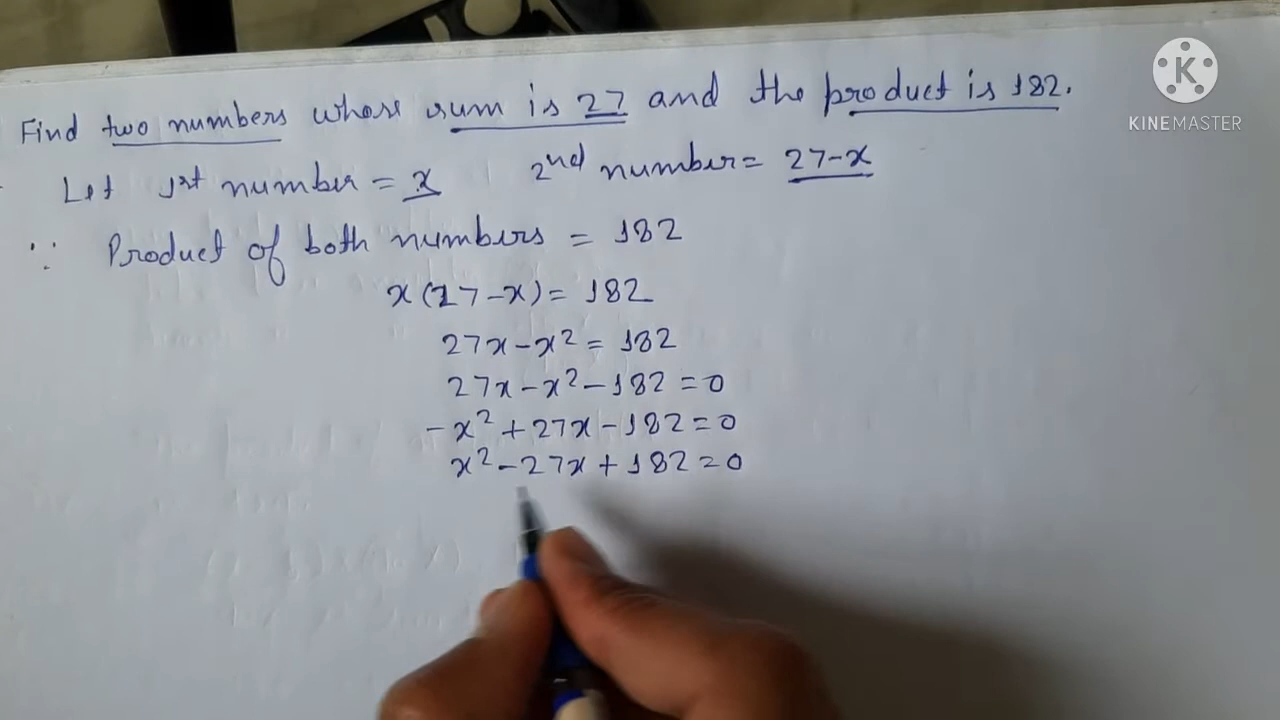 Find two numbers whose sum is 27 and the product is 182.
Let 1st number = x 2nd number = 27-x
∵ Product of both numbers = 182
x(27-x) = 182
27x-x² = 182
27x-x²-182 = 0
-x²+27x-182 = 0
x²-27x+182 = 0
K
KINEMASTER